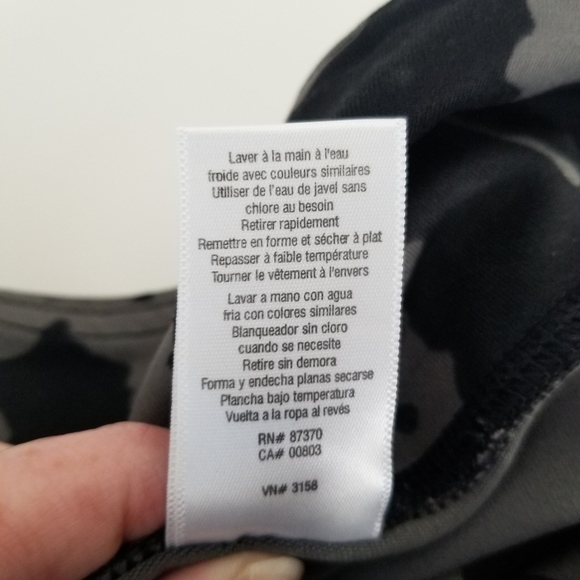 Laver à la main à l'eau
froide avec couleurs similaires
Utiliser de l'eau de javel sans
chlore au besoin
Retirer rapidement
Remettre en forme et sécher à plat
Repasser à faible température
Tourner le vêtement à l'envers
Lavar a mano con agua
fria con colores similares
Blanqueador sin cloro
cuando se necesite
Retire sin demora
Forma y endecha planas secarse
Plancha bajo temperatura
Vuelta a la ropa al revés
RN# 87370
CA# 00803
VN# 3158